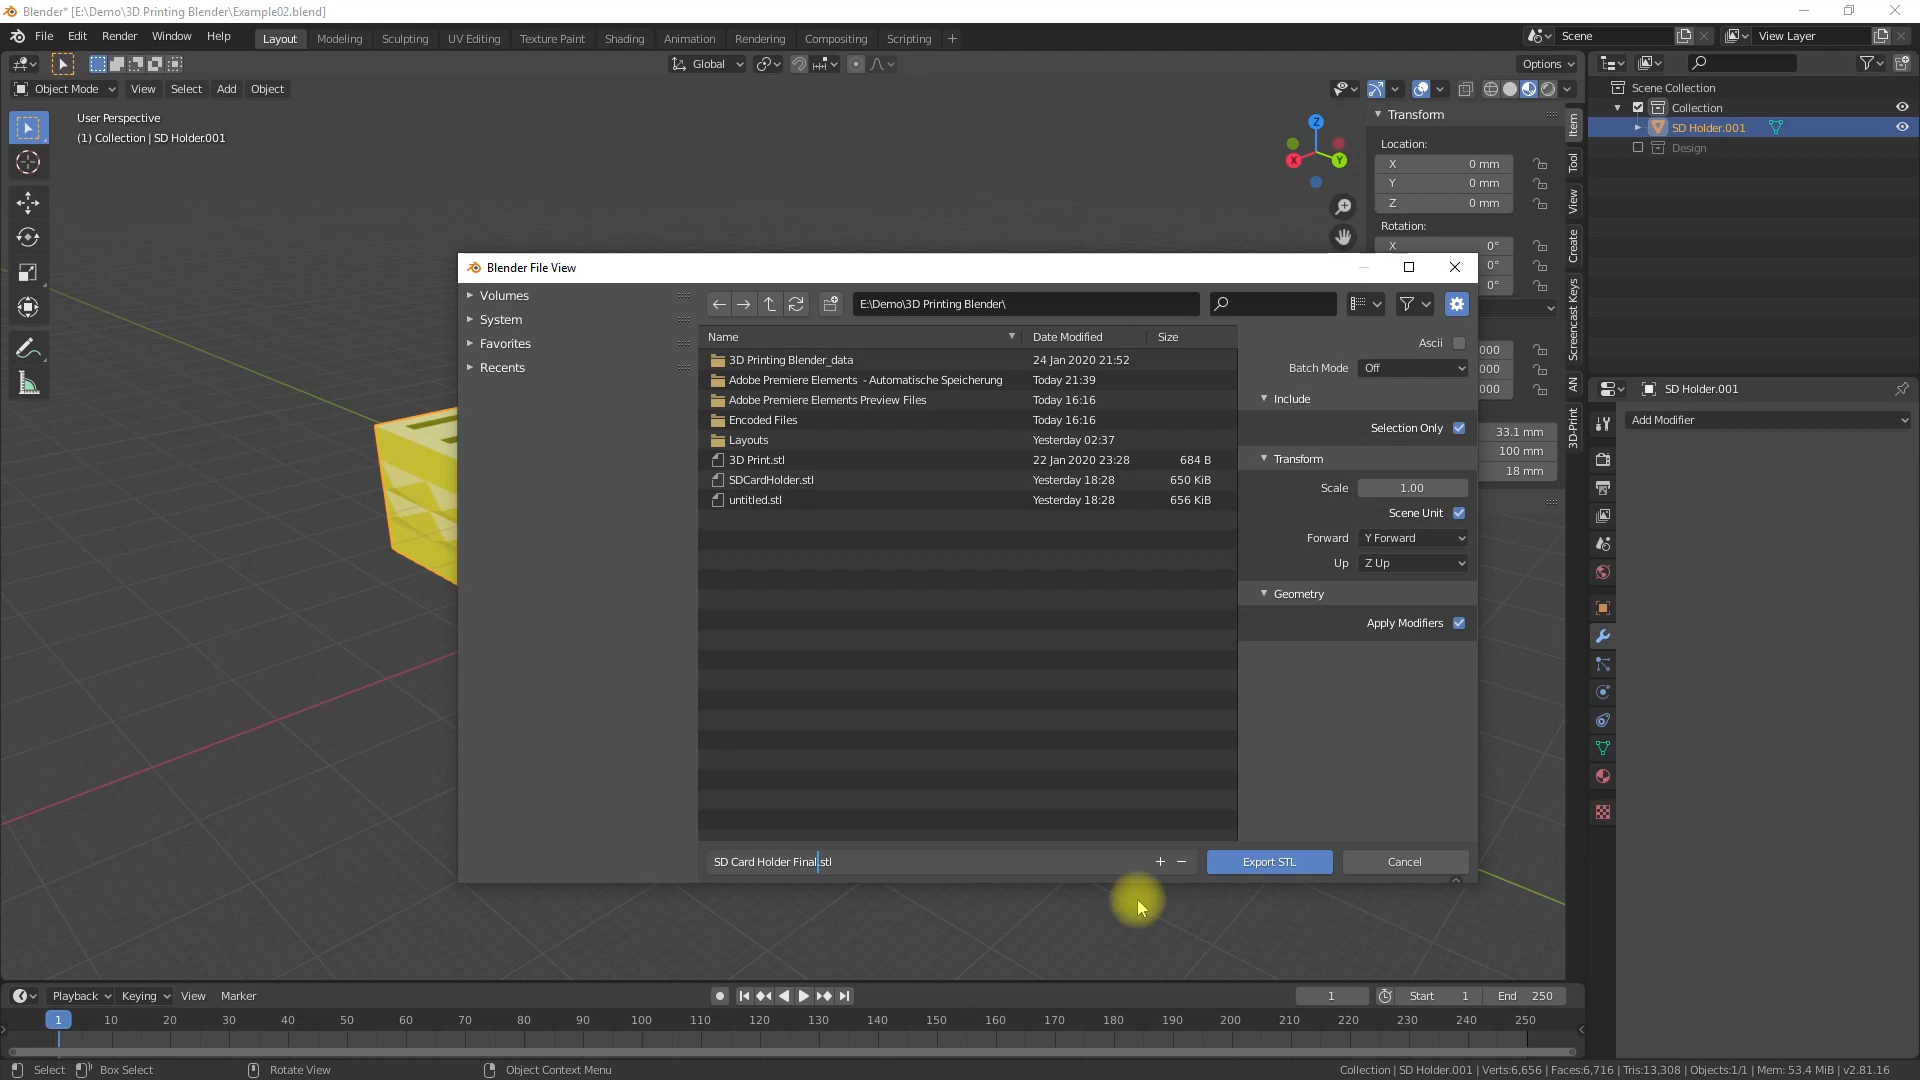 Blender* [E:\Demo\3D Printing Blender\Example02.blend]
File Edit Render Window Help
Layout Modeling Sculpting UV Editing Texture Paint Shading Animation Rendering Compositing Scripting +
Scene
View Layer
Global
Options
Object Mode View Select Add Object
User Perspective
(1) Collection | SD Holder.001
Z
X
Y
Transform
Location:
X 0 mm
Y 0 mm
Z 0 mm
Rotation:
X 0°
0°
0°
000
000
000
33.1 mm
100 mm
18 mm
Item
Tool
View
Create
Screencast Keys
AN
3D-Print
Scene Collection
Collection
SD Holder.001
Design
SD Holder.001
Add Modifier
Blender File View
Volumes
System
Favorites
Recents
E:\Demo\3D Printing Blender\
Name Date Modified Size
3D Printing Blender_data 24 Jan 2020 21:52
Adobe Premiere Elements - Automatische Speicherung Today 21:39
Adobe Premiere Elements Preview Files Today 16:16
Encoded Files Today 16:16
Layouts Yesterday 02:37
3D Print.stl 22 Jan 2020 23:28 684 B
SDCardHolder.stl Yesterday 18:28 650 KiB
untitled.stl Yesterday 18:28 656 KiB
Ascii
Batch Mode Off
Include
Selection Only
Transform
Scale 1.00
Scene Unit
Forward Y Forward
Up Z Up
Geometry
Apply Modifiers
SD Card Holder Final.stl + −
Export STL
Cancel
Playback Keying View Marker
1 Start 1 End 250
1 10 20 30 40 50 60 70 80 90 100 110 120 130 140 150 160 170 180 190 200 210 220 230 240 250
Select Box Select Rotate View Object Context Menu
Collection | SD Holder.001 | Verts:6,656 | Faces:6,716 | Tris:13,308 | Objects:1/1 | Mem: 53.4 MiB | v2.81.16